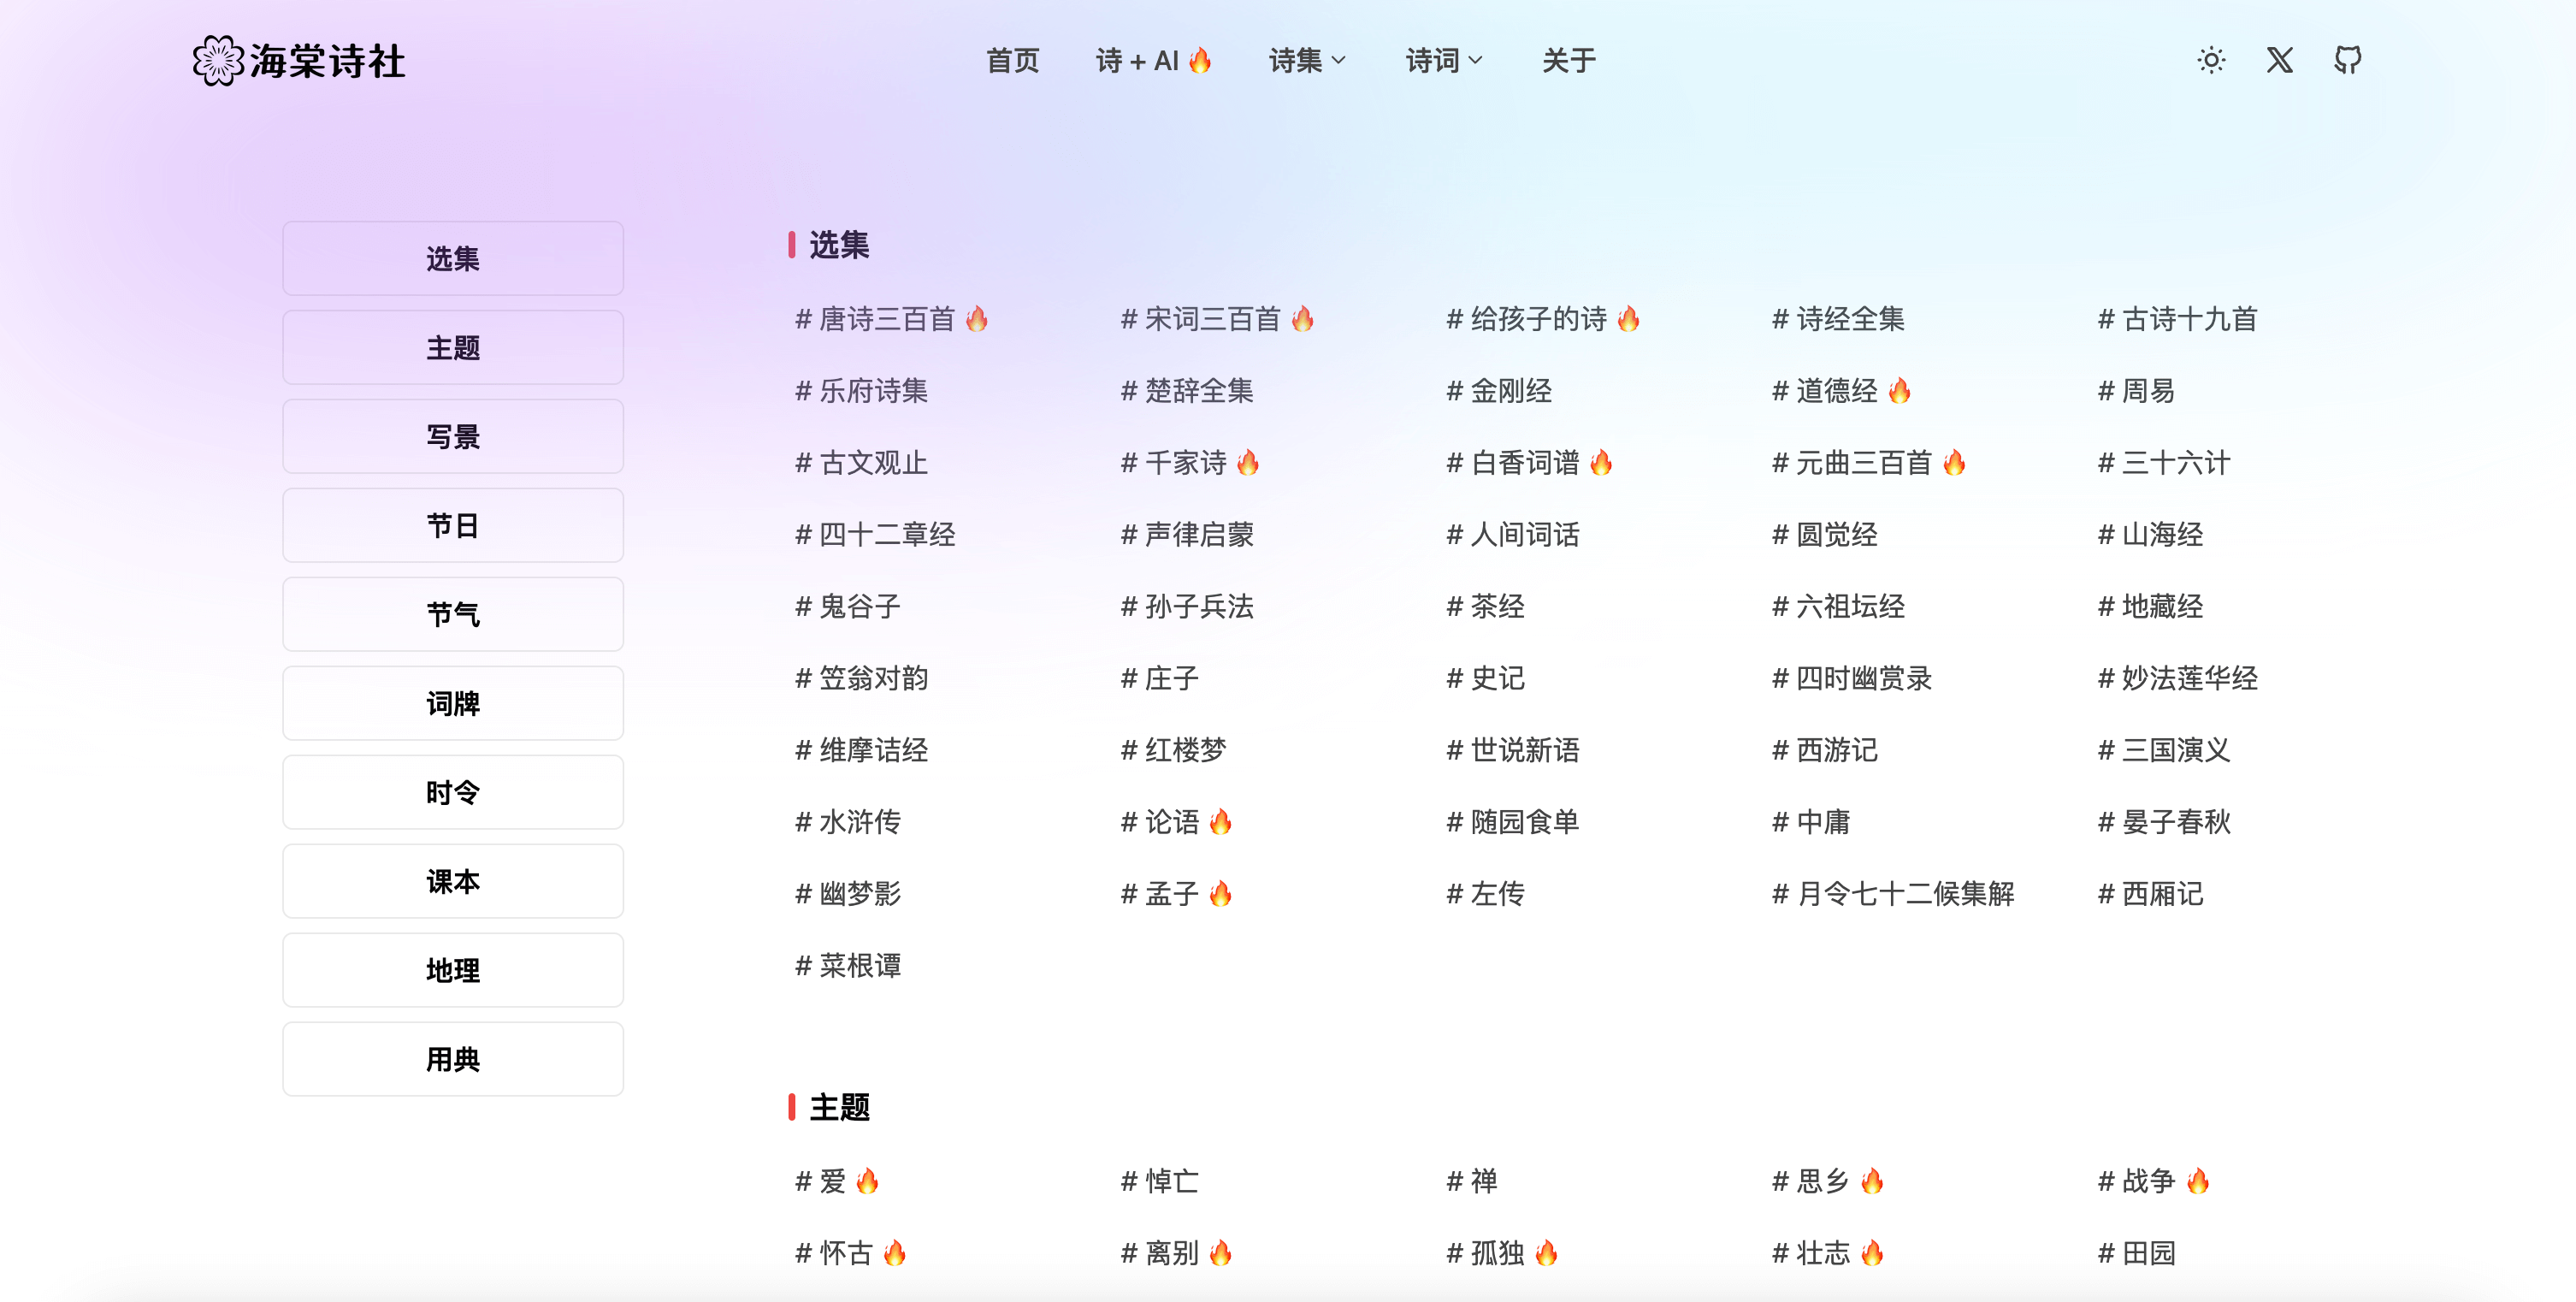 海棠诗社
首页 诗 + AI 🔥 诗集 诗词 关于
选集
主题
写景
节日
节气
词牌
时令
课本
地理
用典
选集
# 唐诗三百首 🔥 # 宋词三百首 🔥 # 给孩子的诗 🔥 # 诗经全集 # 古诗十九首
# 乐府诗集 # 楚辞全集 # 金刚经 # 道德经 🔥 # 周易
# 古文观止 # 千家诗 🔥 # 白香词谱 🔥 # 元曲三百首 🔥 # 三十六计
# 四十二章经 # 声律启蒙 # 人间词话 # 圆觉经 # 山海经
# 鬼谷子 # 孙子兵法 # 茶经 # 六祖坛经 # 地藏经
# 笠翁对韵 # 庄子 # 史记 # 四时幽赏录 # 妙法莲华经
# 维摩诘经 # 红楼梦 # 世说新语 # 西游记 # 三国演义
# 水浒传 # 论语 🔥 # 随园食单 # 中庸 # 晏子春秋
# 幽梦影 # 孟子 🔥 # 左传 # 月令七十二候集解 # 西厢记
# 菜根谭
主题
# 爱 🔥 # 悼亡 # 禅 # 思乡 🔥 # 战争 🔥
# 怀古 🔥 # 离别 🔥 # 孤独 🔥 # 壮志 🔥 # 田园